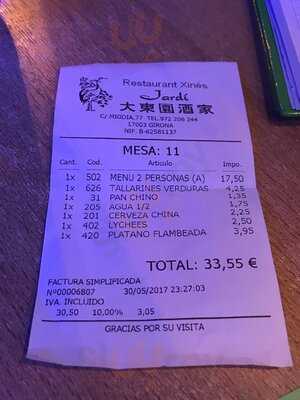 Restaurant Xinès
Jardí
大東園酒家
C/ MIGDIA,77 TEL.972 206 244
17003 GIRONA
NIF. B-62581137
MESA: 11
Cant. Cod. Articulo Impo.
1x 502 MENU 2 PERSONAS (A) 17,50
1x 626 TALLARINES VERDURAS 4,25
1x 31 PAN CHINO 1,35
1x 205 AGUA 1/2 1,75
1x 201 CERVEZA CHINA 2,25
1x 402 LYCHEES 2,50
1x 420 PLATANO FLAMBEADA 3,95
TOTAL: 33,55 €
FACTURA SIMPLIFICADA
Nº00006807 30/05/2017 23:27:03
IVA. INCLUIDO
30,50 10,00% 3,05
GRACIAS POR SU VISITA